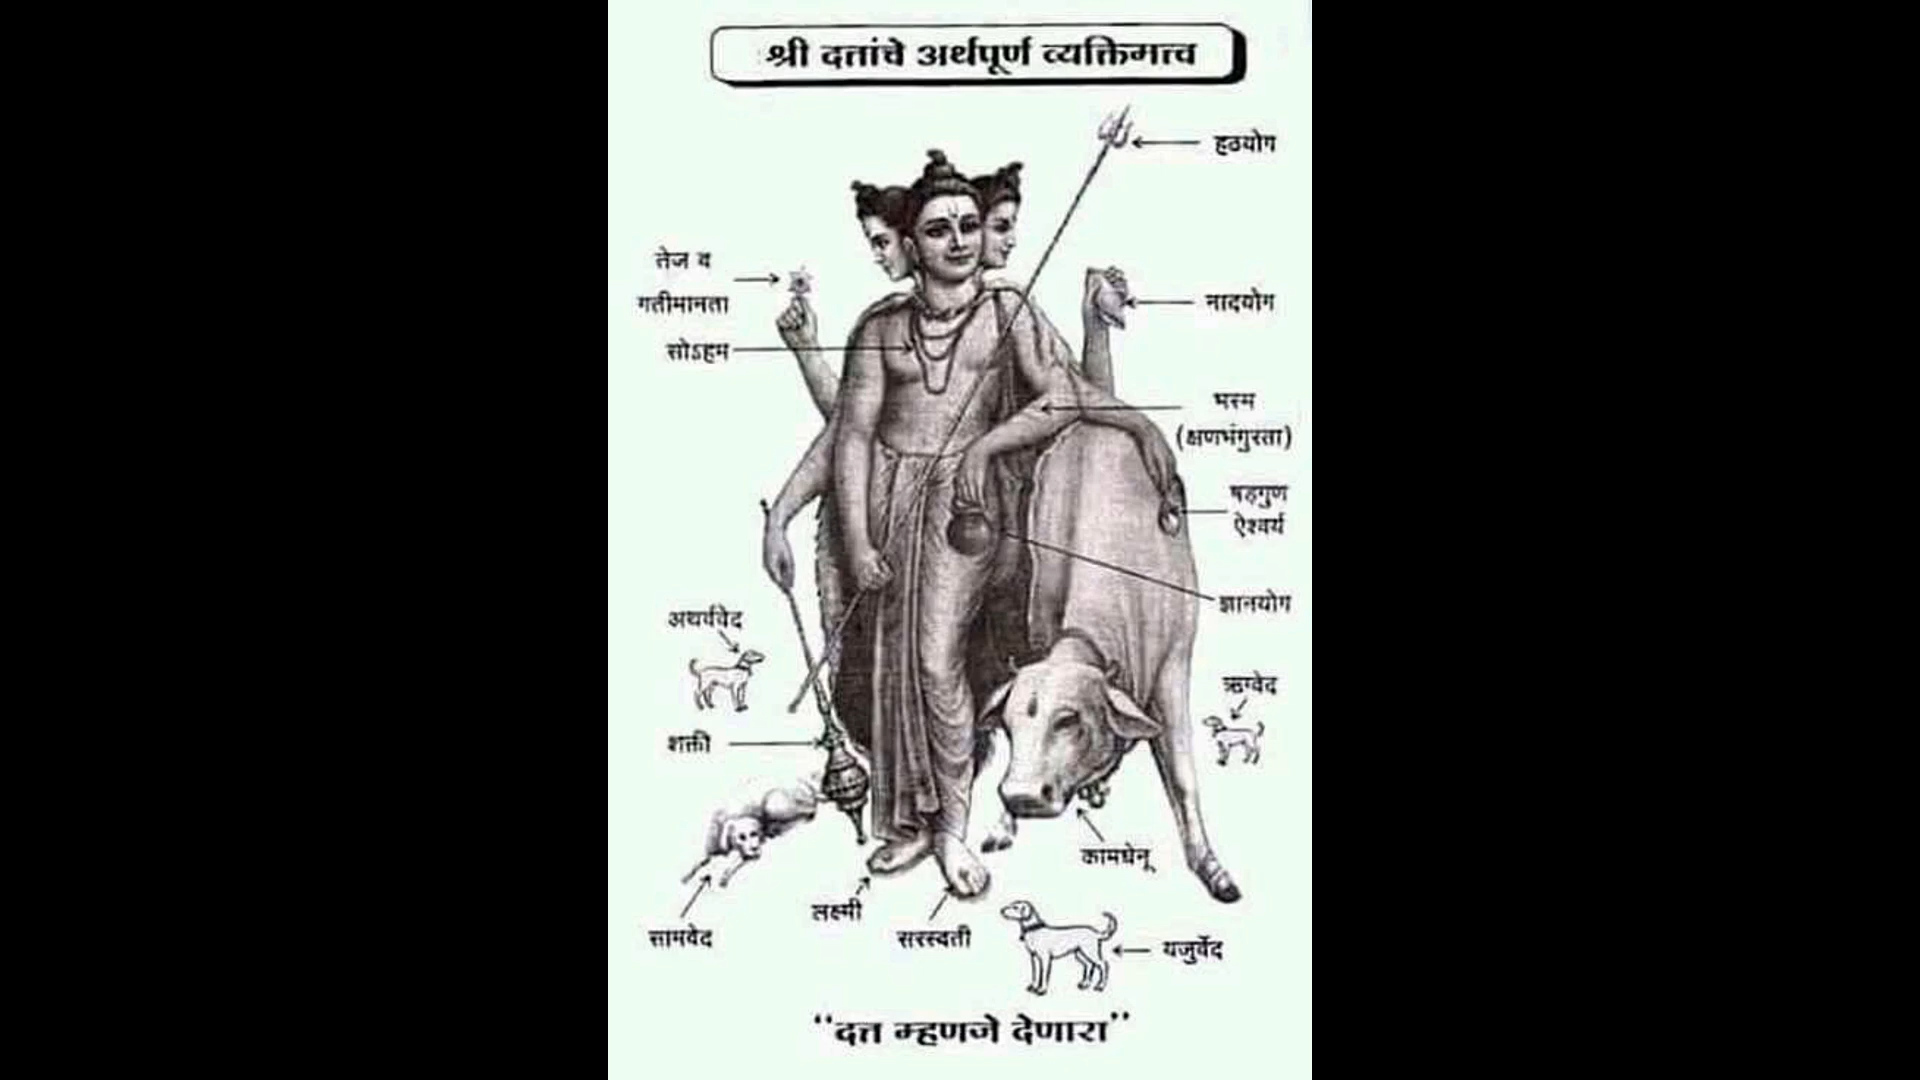 श्री दत्तांचे अर्थपूर्ण व्यक्तिमत्त्व
हठयोग
तेज व
गतीमानता
नादयोग
सोऽहम
भस्म
(क्षणभंगुरता)
षडगुण
ऐश्वर्य
ज्ञानयोग
अथर्ववेद
ऋग्वेद
शक्ती
कामधेनू
लक्ष्मी
सरस्वती
सामवेद
यजुर्वेद
“दत्त म्हणजे देणारा”